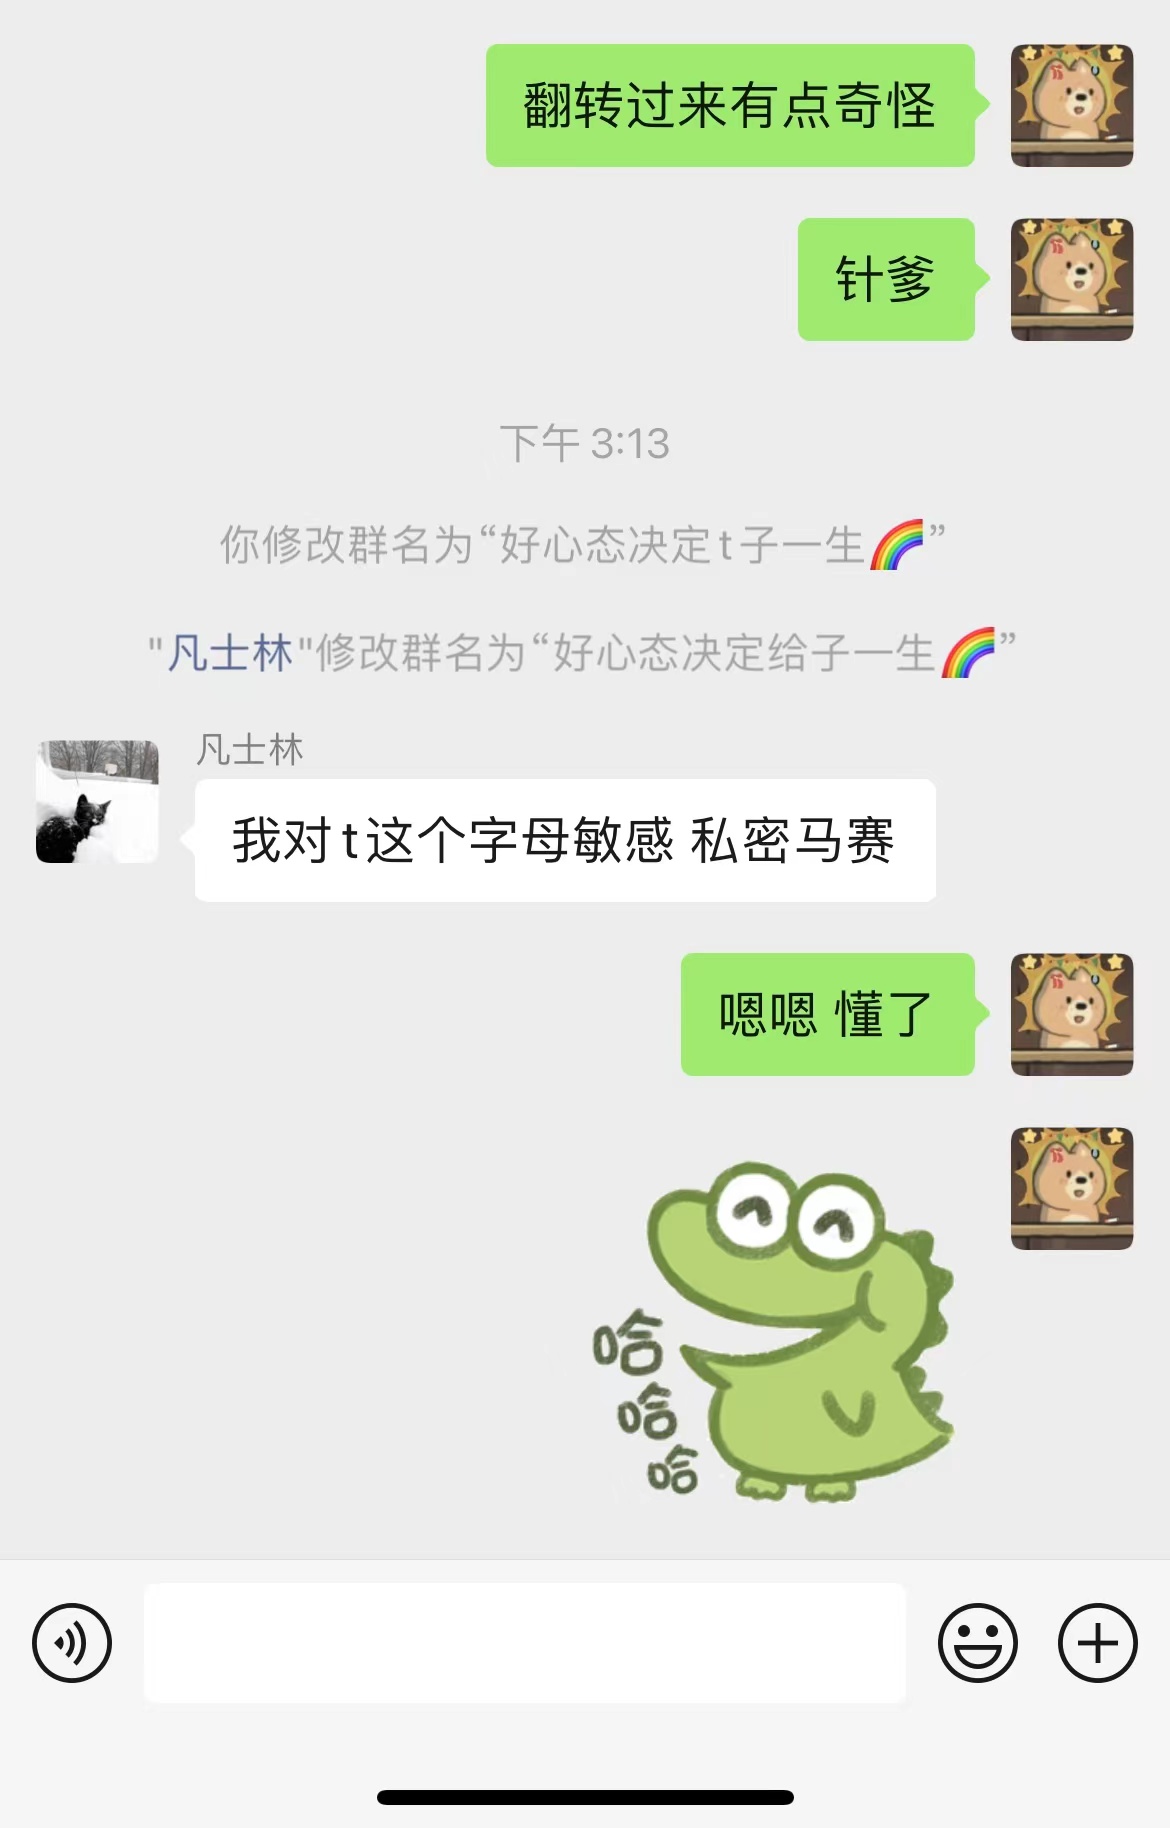 翻转过来有点奇怪
针爹
下午 3:13
你修改群名为“好心态决定t子一生🌈”
"凡士林"修改群名为“好心态决定给子一生🌈”
凡士林
我对t这个字母敏感 私密马赛
嗯嗯 懂了
哈
哈
哈